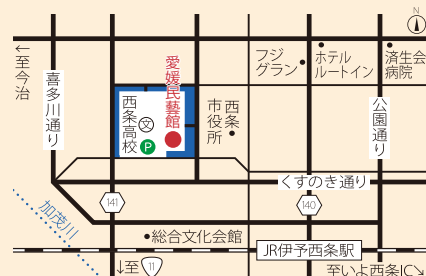 N
←至今治
喜多川通り
愛媛民藝館
西条高校
文
P
西条
市役所
フジ
グラン
ホテル
ルートイン
済生会
病院
公園通り
くすのき通り
141
140
加茂川
総合文化会館
JR伊予西条駅
↓至
11
至いよ西条IC↘